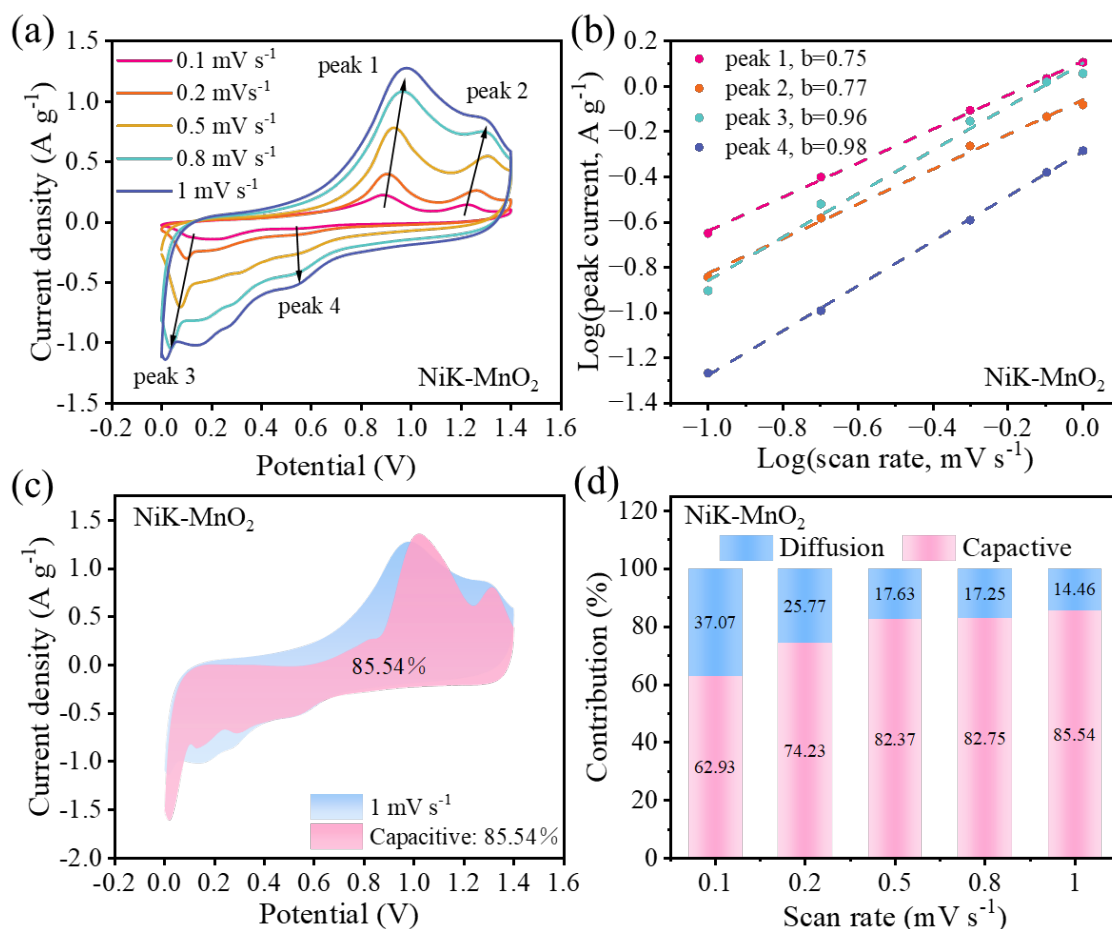 (a)
0.1 mV s⁻¹
0.2 mVs⁻¹
0.5 mV s⁻¹
0.8 mV s⁻¹
1 mV s⁻¹
peak 1
peak 2
peak 3
peak 4
NiK-MnO₂
1.5
1.0
0.5
0.0
-0.5
-1.0
-1.5
Current density (A g⁻¹)
-0.2 0.0 0.2 0.4 0.6 0.8 1.0 1.2 1.4 1.6
Potential (V)
(b)
peak 1, b=0.75
peak 2, b=0.77
peak 3, b=0.96
peak 4, b=0.98
NiK-MnO₂
0.2
0.0
−0.2
−0.4
−0.6
−0.8
−1.0
−1.2
−1.4
Log(peak current, A g⁻¹)
−1.0 −0.8 −0.6 −0.4 −0.2 0.0
Log(scan rate, mV s⁻¹)
(c)
NiK-MnO₂
85.54%
1 mV s⁻¹
Capacitive: 85.54%
1.5
1.0
0.5
0.0
-0.5
-1.0
-1.5
-2.0
Current density (A g⁻¹)
-0.2 0.0 0.2 0.4 0.6 0.8 1.0 1.2 1.4
Potential (V)
(d)
NiK-MnO₂
Diffusion Capactive
37.07 25.77 17.63 17.25 14.46
62.93 74.23 82.37 82.75 85.54
120
100
80
60
40
20
0
Contribution (%)
0.1 0.2 0.5 0.8 1
Scan rate (mV s⁻¹)